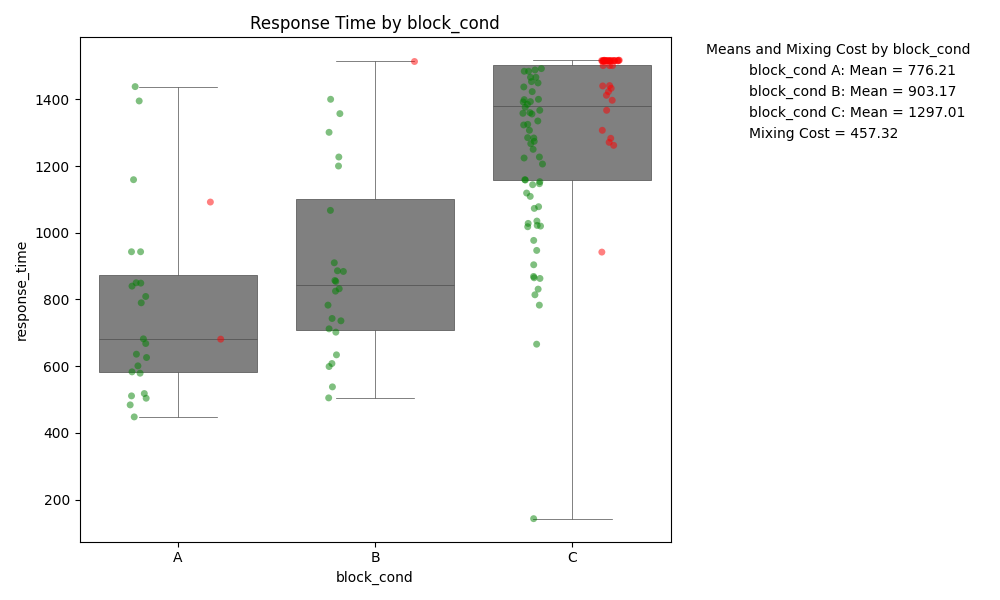 Response Time by block_cond
Means and Mixing Cost by block_cond
block_cond A: Mean = 776.21
block_cond B: Mean = 903.17
block_cond C: Mean = 1297.01
Mixing Cost = 457.32
response_time
1400
1200
1000
800
600
400
200
A
B
C
block_cond